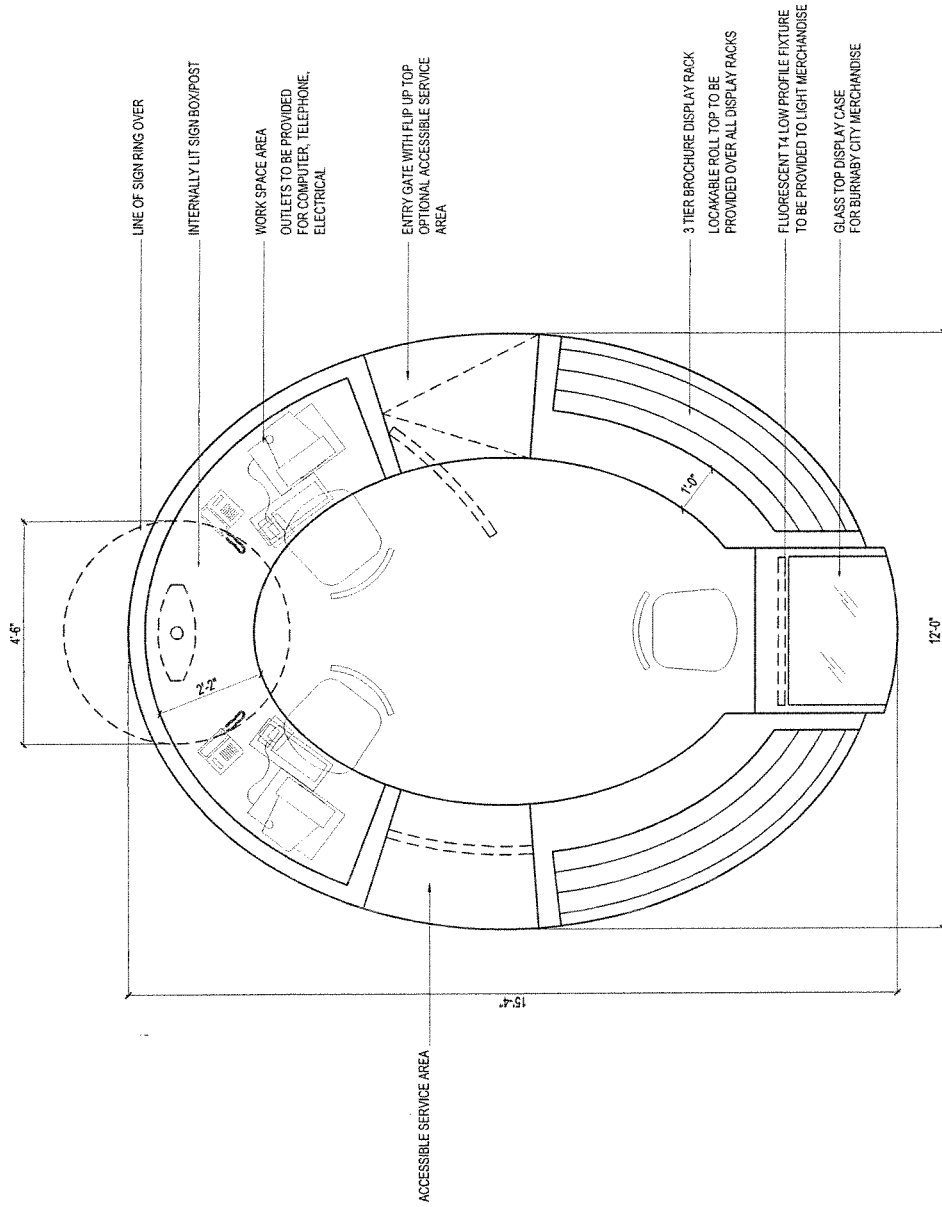 LINE OF SIGN RING OVER
INTERNALLY LIT SIGN BOX/POST
WORK SPACE AREA
OUTLETS TO BE PROVIDED
FOR COMPUTER, TELEPHONE,
ELECTRICAL
ENTRY GATE WITH FLIP UP TOP
OPTIONAL ACCESSIBLE SERVICE
AREA
3 TIER BROCHURE DISPLAY RACK
LOCAKABLE ROLL TOP TO BE
PROVIDED OVER ALL DISPLAY RACKS
FLUORESCENT T4 LOW PROFILE FIXTURE
TO BE PROVIDED TO LIGHT MERCHANDISE
GLASS TOP DISPLAY CASE
FOR BURNABY CITY MERCHANDISE
4'-6"
2'-2"
1'-0"
12'-0"
15'-4"
ACCESSIBLE SERVICE AREA